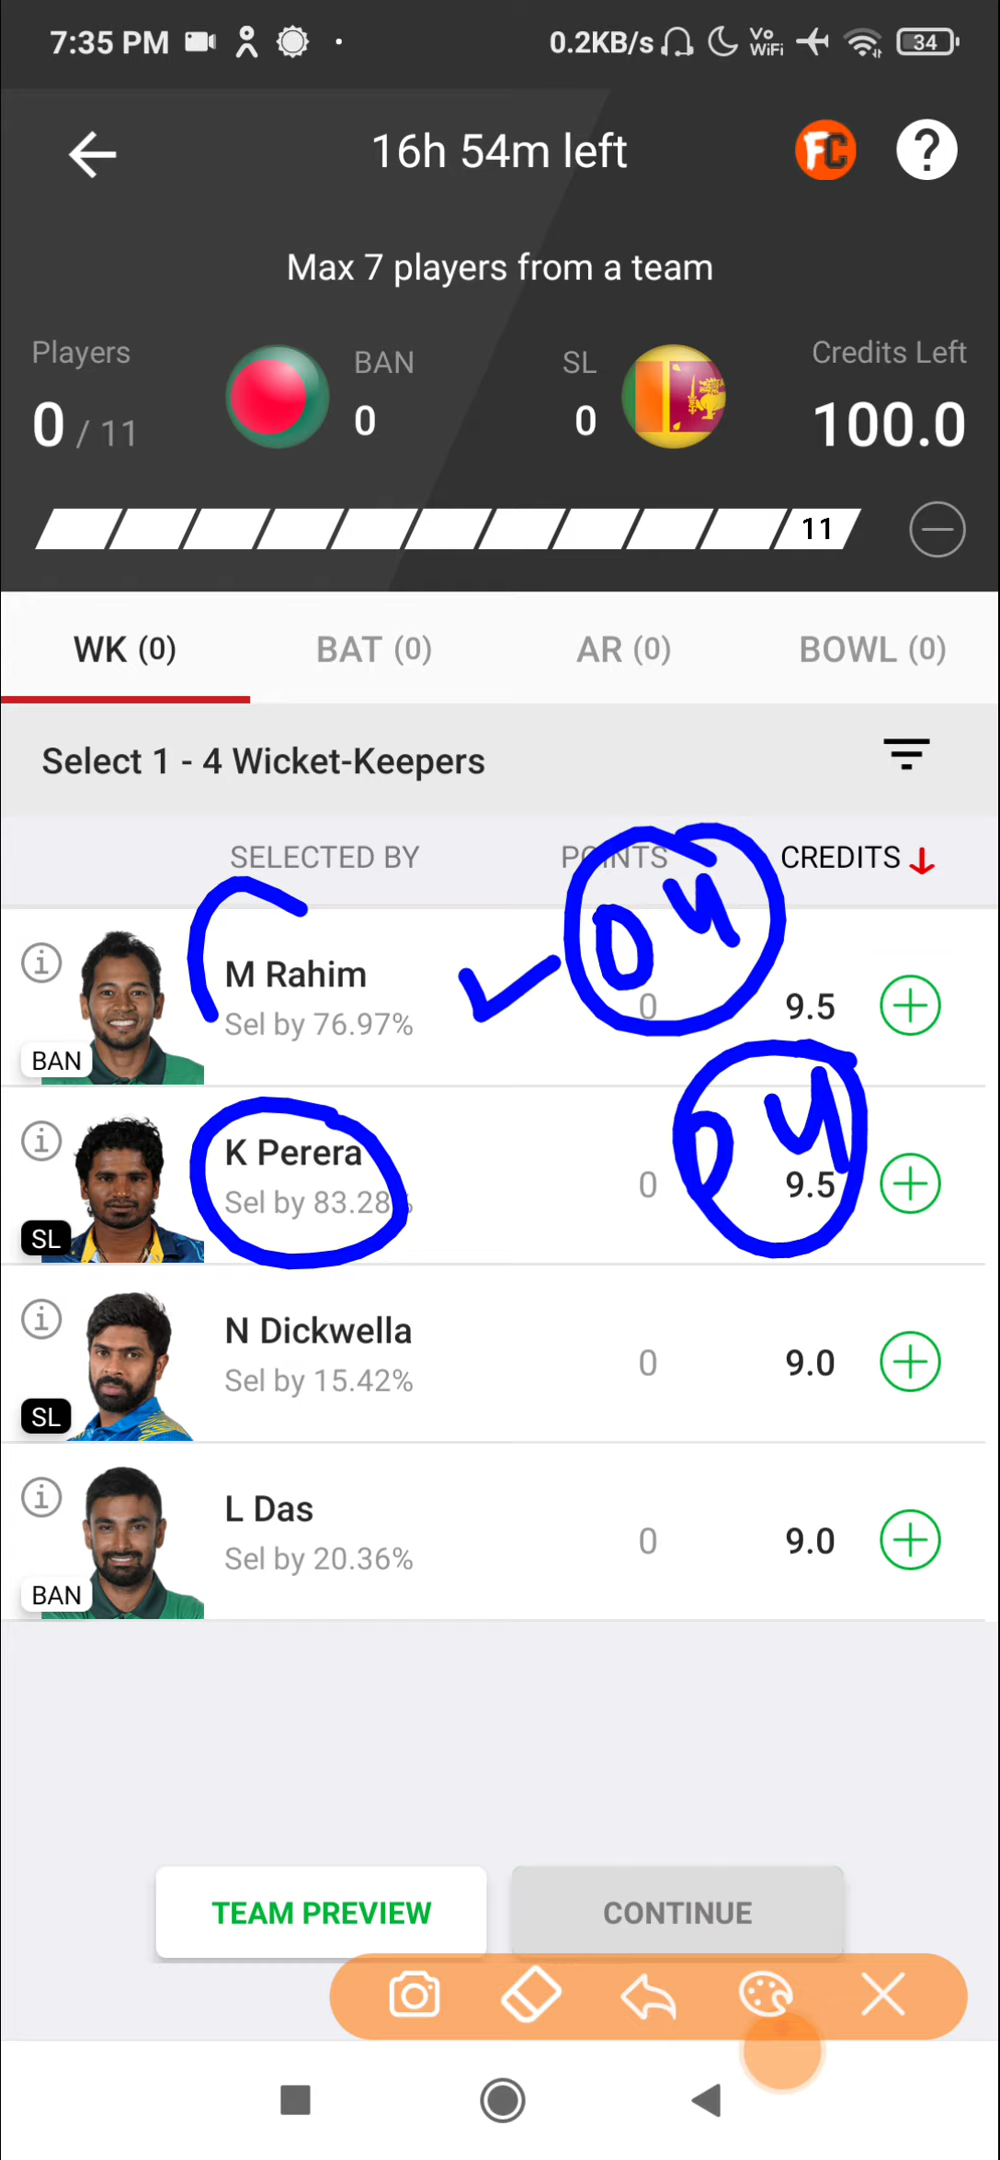 7:35 PM 0.2KB/s Vo WiFi 34
16h 54m left FC ?
Max 7 players from a team
Players BAN SL Credits Left
0 / 11 0 0 100.0
11
WK (0) BAT (0) AR (0) BOWL (0)
Select 1 - 4 Wicket-Keepers
SELECTED BY POINTS CREDITS
04
M Rahim
0 9.5
Sel by 76.97%
BAN
04
K Perera
0 9.5
Sel by 83.28
SL
N Dickwella
0 9.0
Sel by 15.42%
SL
L Das
0 9.0
Sel by 20.36%
BAN
TEAM PREVIEW CONTINUE